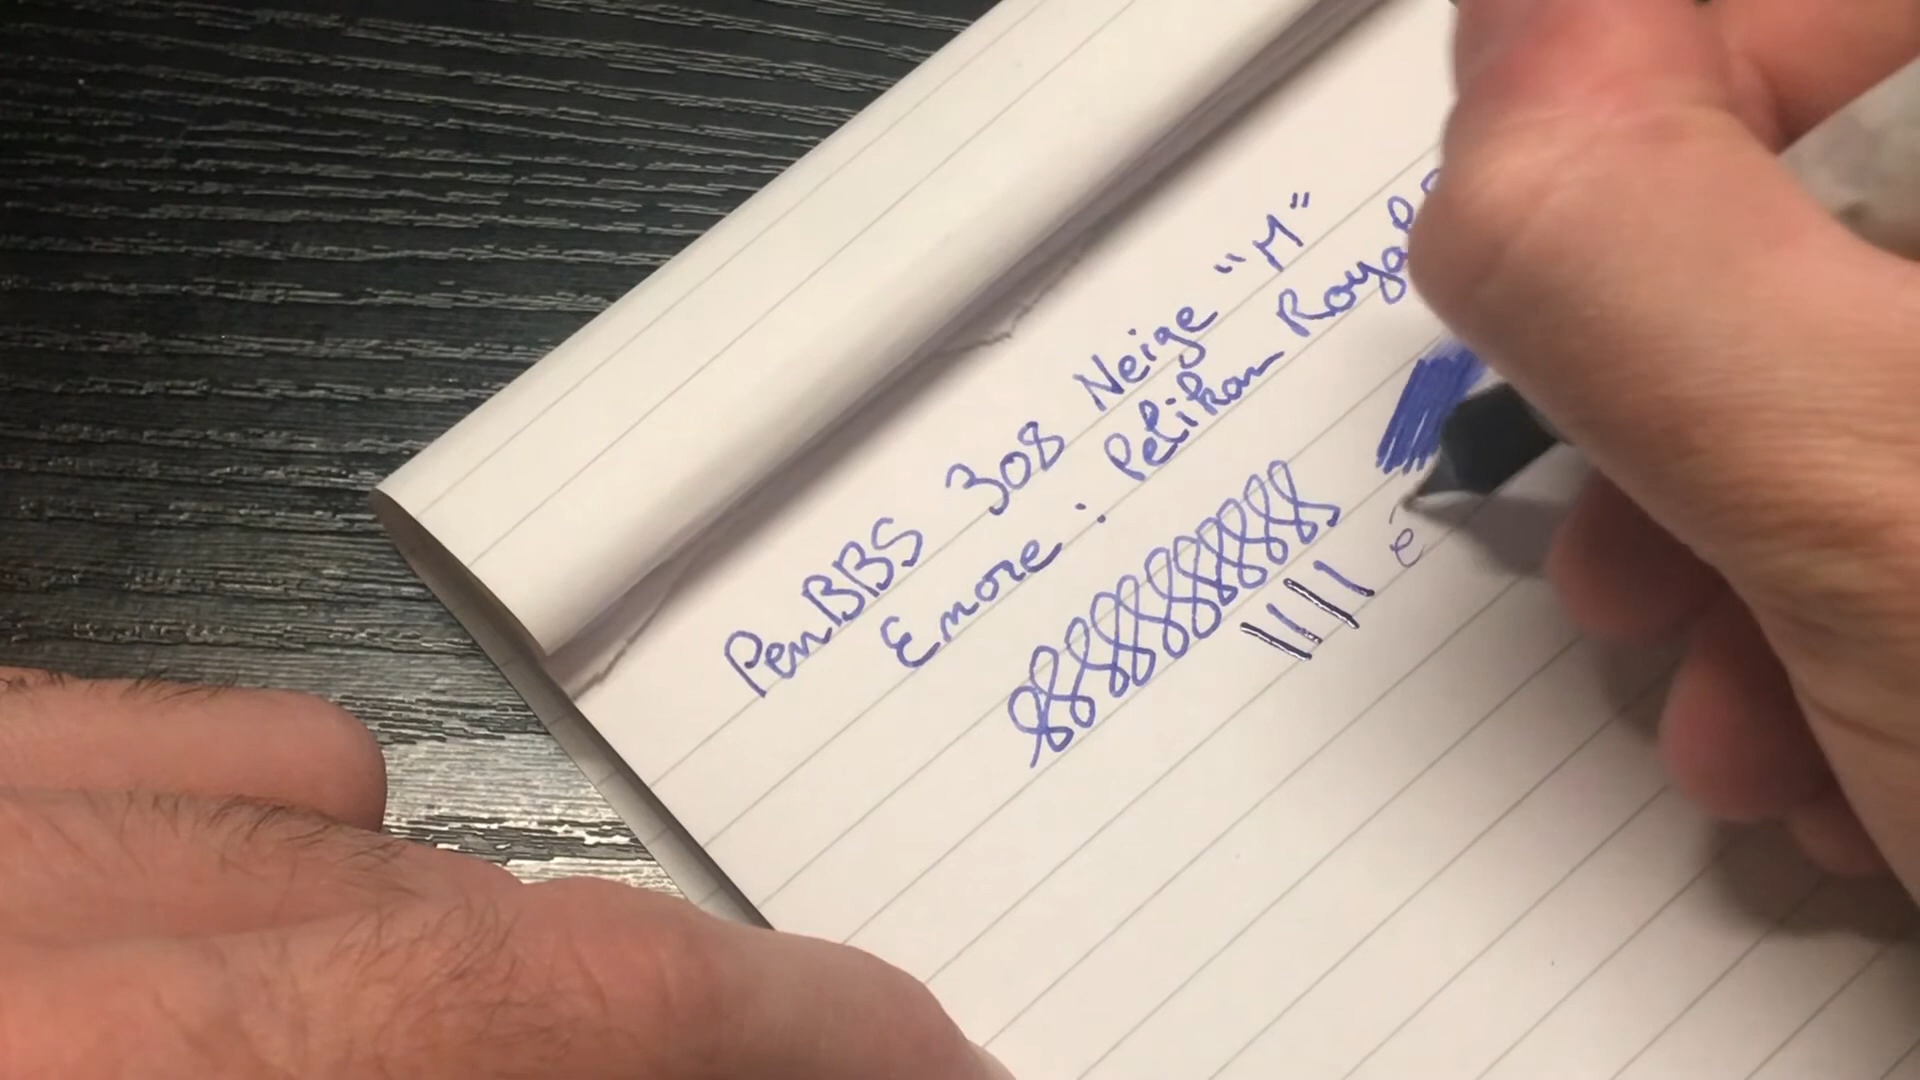 PenBBS 308 Neige "M"
Encre : Pelikan Royal
é